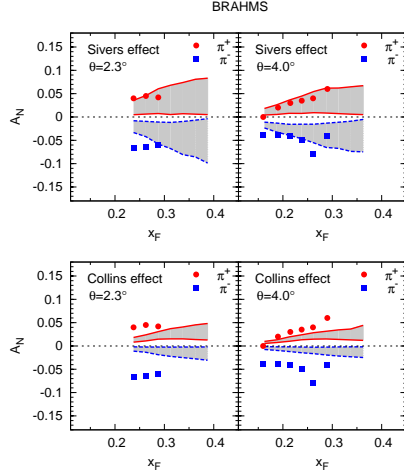 BRAHMS
Sivers effect
θ=2.3°
π⁺
π⁻
Sivers effect
θ=4.0°
π⁺
π⁻
A_N
0.15
0.1
0.05
0
-0.05
-0.1
-0.15
0.2 0.3 0.4
0.2 0.3 0.4
x_F x_F
Collins effect
θ=2.3°
π⁺
π⁻
Collins effect
θ=4.0°
π⁺
π⁻
A_N
0.15
0.1
0.05
0
-0.05
-0.1
-0.15
0.2 0.3 0.4
0.2 0.3 0.4
x_F x_F